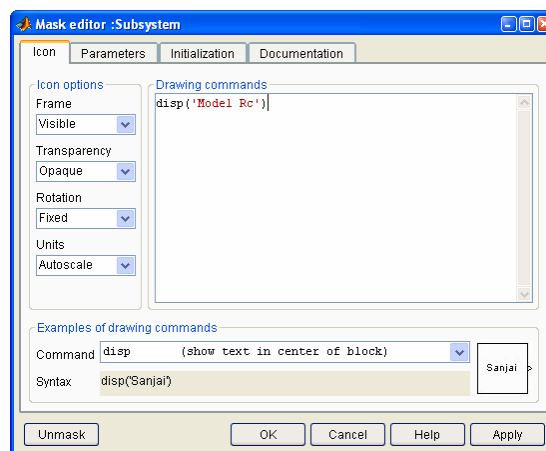 Mask editor :Subsystem
Icon Parameters Initialization Documentation
Icon options
Frame
Visible
Transparency
Opaque
Rotation
Fixed
Units
Autoscale
Drawing commands
disp('Model Rc')
Examples of drawing commands
Command disp (show text in center of block)
Syntax disp('Sanjai')
Sanjai
Unmask OK Cancel Help Apply